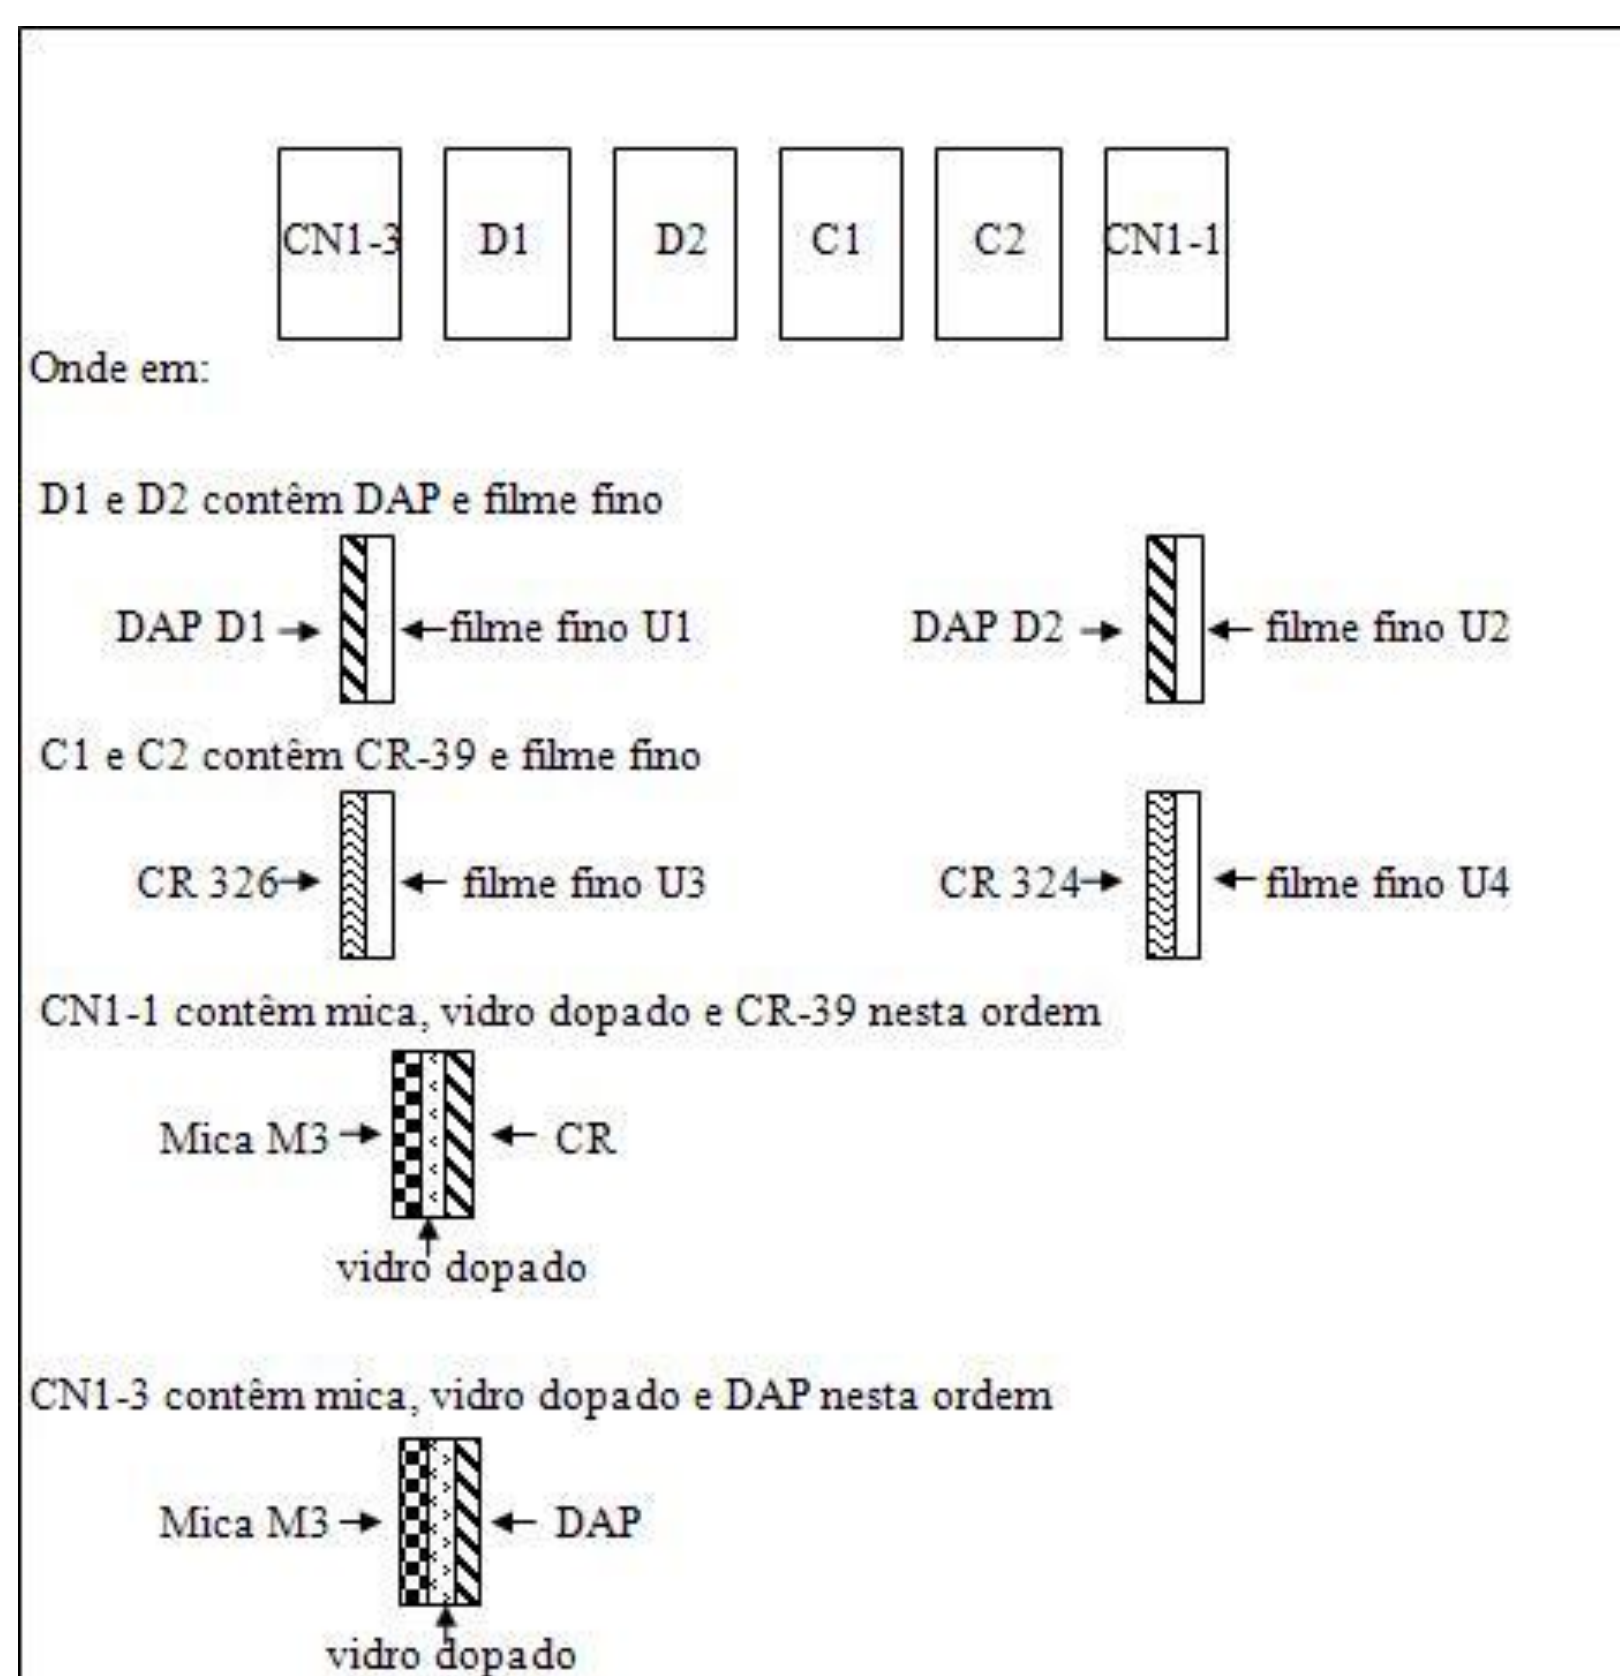 CN1-3 D1 D2 C1 C2 CN1-1
Onde em:
D1 e D2 contêm DAP e filme fino
DAP D1 filme fino U1 DAP D2 filme fino U2
C1 e C2 contêm CR-39 e filme fino
CR 326 filme fino U3 CR 324 filme fino U4
CN1-1 contêm mica, vidro dopado e CR-39 nesta ordem
Mica M3 CR
vidro dopado
CN1-3 contêm mica, vidro dopado e DAP nesta ordem
Mica M3 DAP
vidro dopado